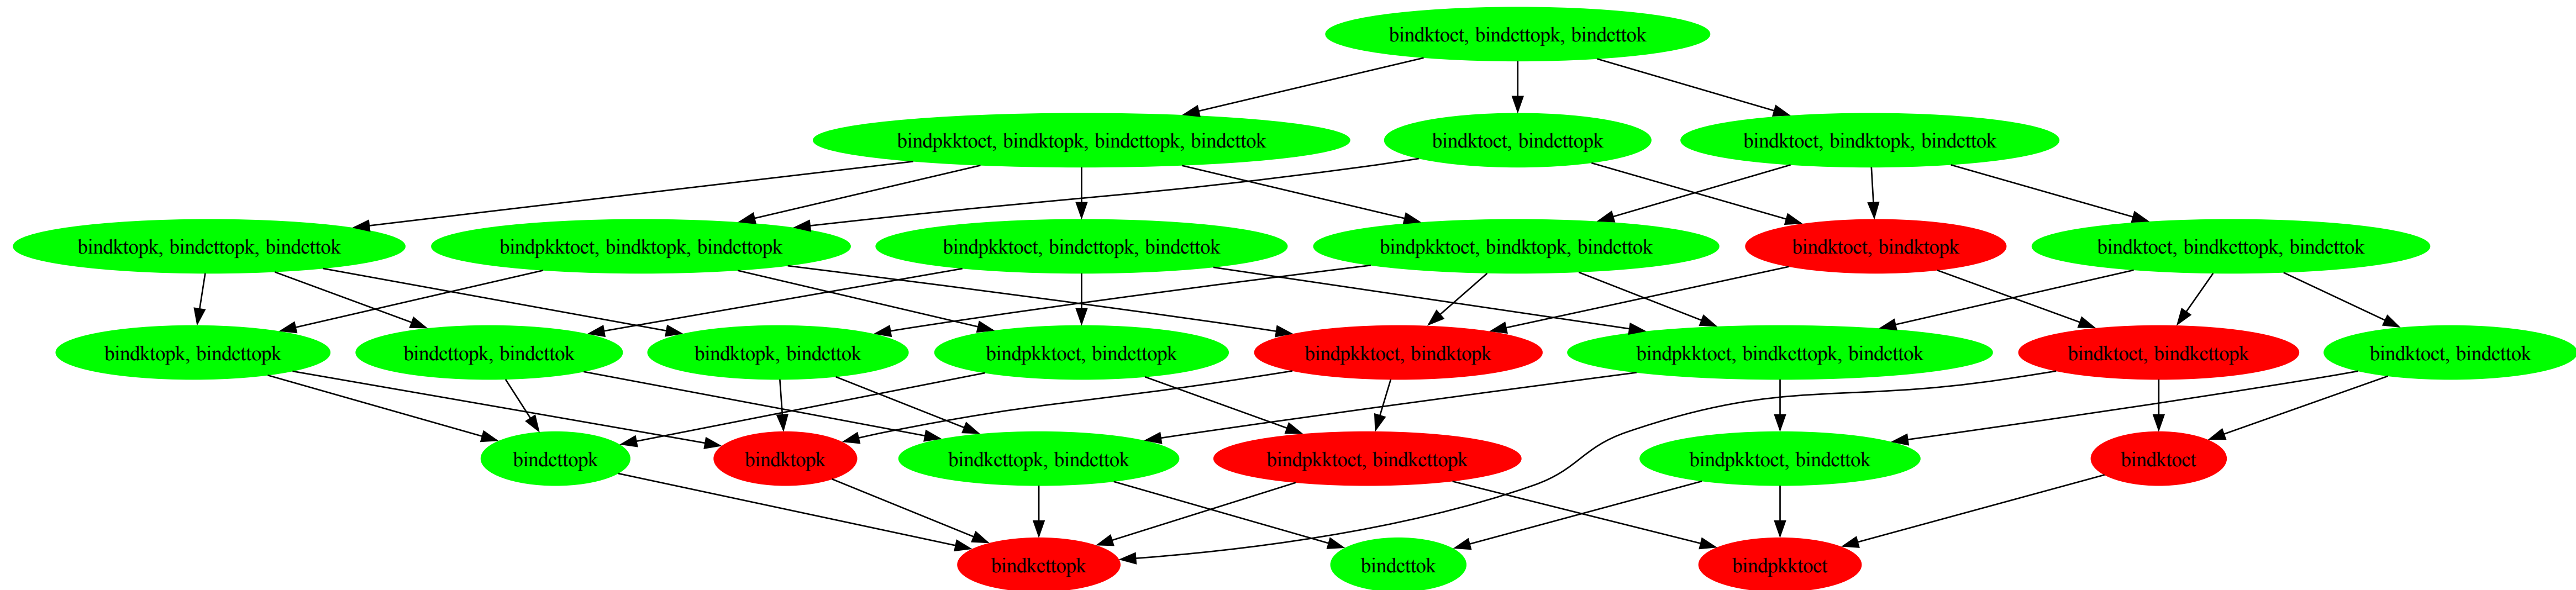 bindktoct, bindcttopk, bindcttok
bindpkktoct, bindktopk, bindcttopk, bindcttok
bindktoct, bindcttopk
bindktoct, bindktopk, bindcttok
bindktopk, bindcttopk, bindcttok
bindpkktoct, bindktopk, bindcttopk
bindpkktoct, bindcttopk, bindcttok
bindpkktoct, bindktopk, bindcttok
bindktoct, bindktopk
bindktoct, bindkcttopk, bindcttok
bindktopk, bindcttopk
bindcttopk, bindcttok
bindktopk, bindcttok
bindpkktoct, bindcttopk
bindpkktoct, bindktopk
bindpkktoct, bindkcttopk, bindcttok
bindktoct, bindkcttopk
bindktoct, bindcttok
bindcttopk
bindktopk
bindkcttopk, bindcttok
bindpkktoct, bindkcttopk
bindpkktoct, bindcttok
bindktoct
bindkcttopk
bindcttok
bindpkktoct